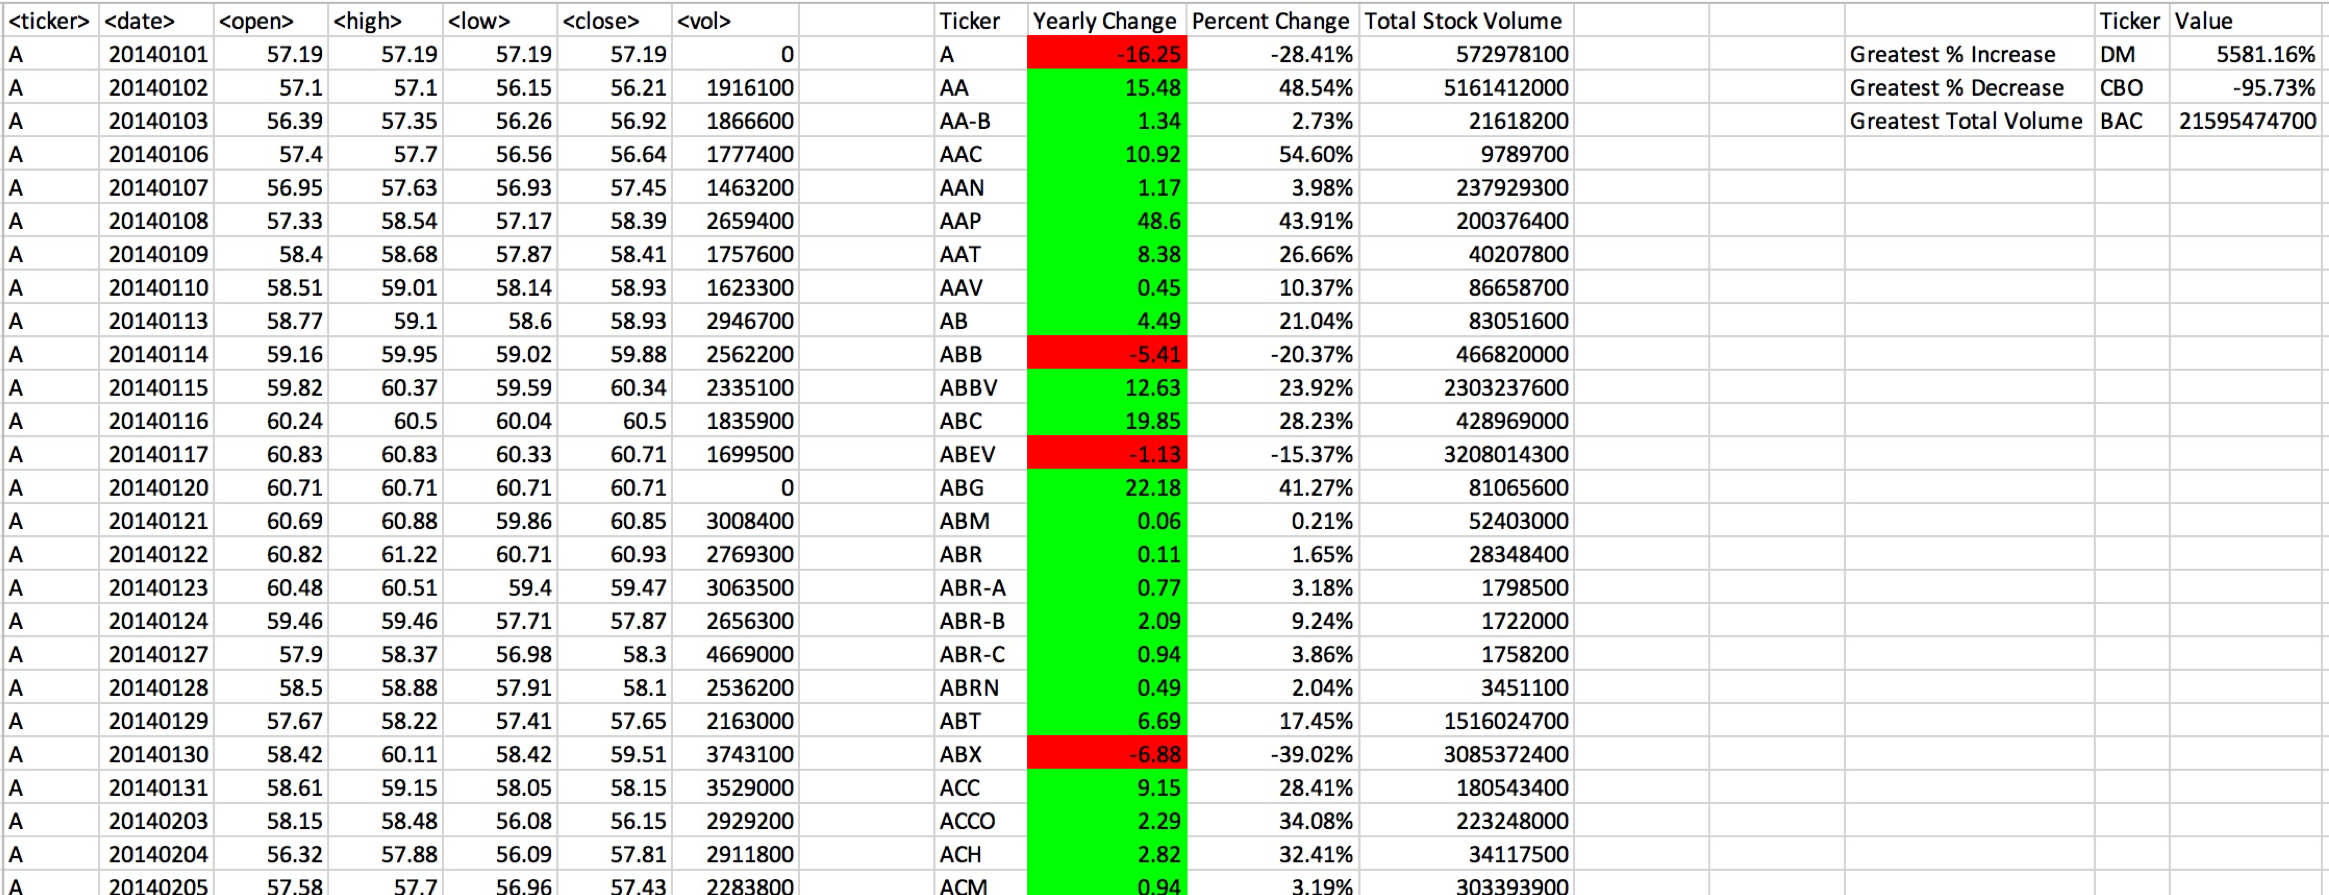 <ticker> <date> <open> <high> <low> <close> <vol> Ticker Yearly Change Percent Change Total Stock Volume Ticker Value
A 20140101 57.19 57.19 57.19 57.19 0 A -16.25 -28.41% 572978100 Greatest % Increase DM 5581.16%
A 20140102 57.1 57.1 56.15 56.21 1916100 AA 15.48 48.54% 5161412000 Greatest % Decrease CBO -95.73%
A 20140103 56.39 57.35 56.26 56.92 1866600 AA-B 1.34 2.73% 21618200 Greatest Total Volume BAC 21595474700
A 20140106 57.4 57.7 56.56 56.64 1777400 AAC 10.92 54.60% 9789700
A 20140107 56.95 57.63 56.93 57.45 1463200 AAN 1.17 3.98% 237929300
A 20140108 57.33 58.54 57.17 58.39 2659400 AAP 48.6 43.91% 200376400
A 20140109 58.4 58.68 57.87 58.41 1757600 AAT 8.38 26.66% 40207800
A 20140110 58.51 59.01 58.14 58.93 1623300 AAV 0.45 10.37% 86658700
A 20140113 58.77 59.1 58.6 58.93 2946700 AB 4.49 21.04% 83051600
A 20140114 59.16 59.95 59.02 59.88 2562200 ABB -5.41 -20.37% 466820000
A 20140115 59.82 60.37 59.59 60.34 2335100 ABBV 12.63 23.92% 2303237600
A 20140116 60.24 60.5 60.04 60.5 1835900 ABC 19.85 28.23% 428969000
A 20140117 60.83 60.83 60.33 60.71 1699500 ABEV -1.13 -15.37% 3208014300
A 20140120 60.71 60.71 60.71 60.71 0 ABG 22.18 41.27% 81065600
A 20140121 60.69 60.88 59.86 60.85 3008400 ABM 0.06 0.21% 52403000
A 20140122 60.82 61.22 60.71 60.93 2769300 ABR 0.11 1.65% 28348400
A 20140123 60.48 60.51 59.4 59.47 3063500 ABR-A 0.77 3.18% 1798500
A 20140124 59.46 59.46 57.71 57.87 2656300 ABR-B 2.09 9.24% 1722000
A 20140127 57.9 58.37 56.98 58.3 4669000 ABR-C 0.94 3.86% 1758200
A 20140128 58.5 58.88 57.91 58.1 2536200 ABRN 0.49 2.04% 3451100
A 20140129 57.67 58.22 57.41 57.65 2163000 ABT 6.69 17.45% 1516024700
A 20140130 58.42 60.11 58.42 59.51 3743100 ABX -6.88 -39.02% 3085372400
A 20140131 58.61 59.15 58.05 58.15 3529000 ACC 9.15 28.41% 180543400
A 20140203 58.15 58.48 56.08 56.15 2929200 ACCO 2.29 34.08% 223248000
A 20140204 56.32 57.88 56.09 57.81 2911800 ACH 2.82 32.41% 34117500
A 20140205 57.58 57.7 56.96 57.43 2283800 ACM 0.94 3.19% 303393900